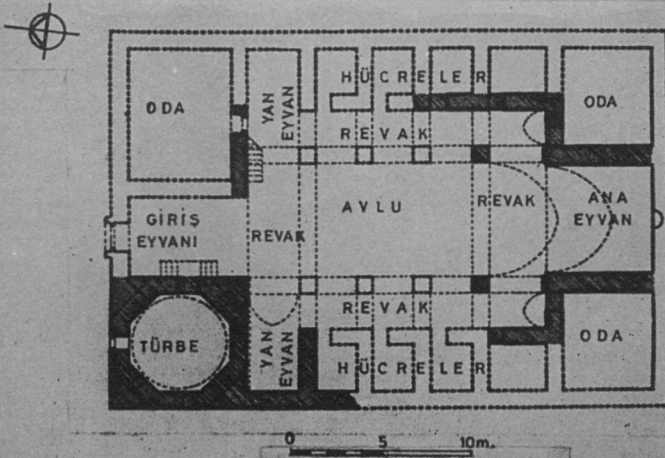 HÜCRELER
ODA
YAN
EYVAN
ODA
REVAK
GİRİŞ
EYVANI
REVAK
AVLU
REVAK
ANA
EYVAN
REVAK
TÜRBE
YAN
EYVAN
HÜCRELER
ODA
0 5 10m.